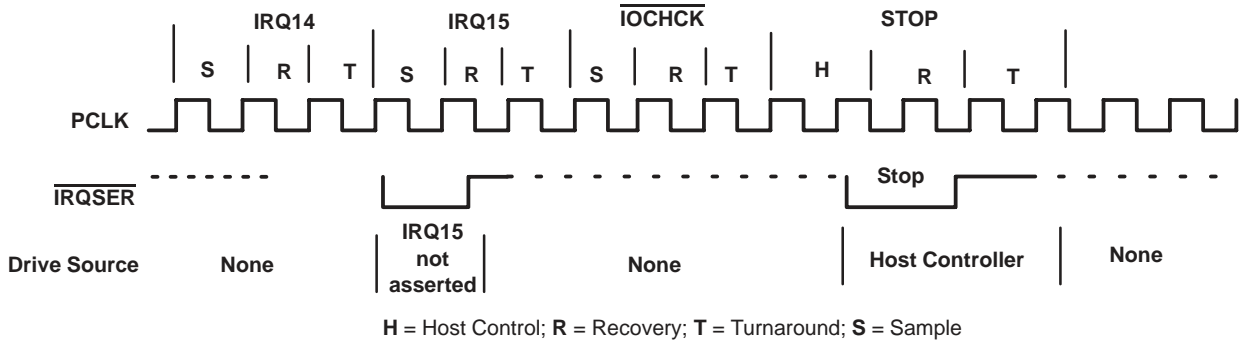 IRQ14 IRQ15 IOCHCK STOP
S R T S R T S R T H R T
PCLK
IRQSER
Stop
Drive Source
None
IRQ15
not
asserted
None
Host Controller
None
H = Host Control; R = Recovery; T = Turnaround; S = Sample